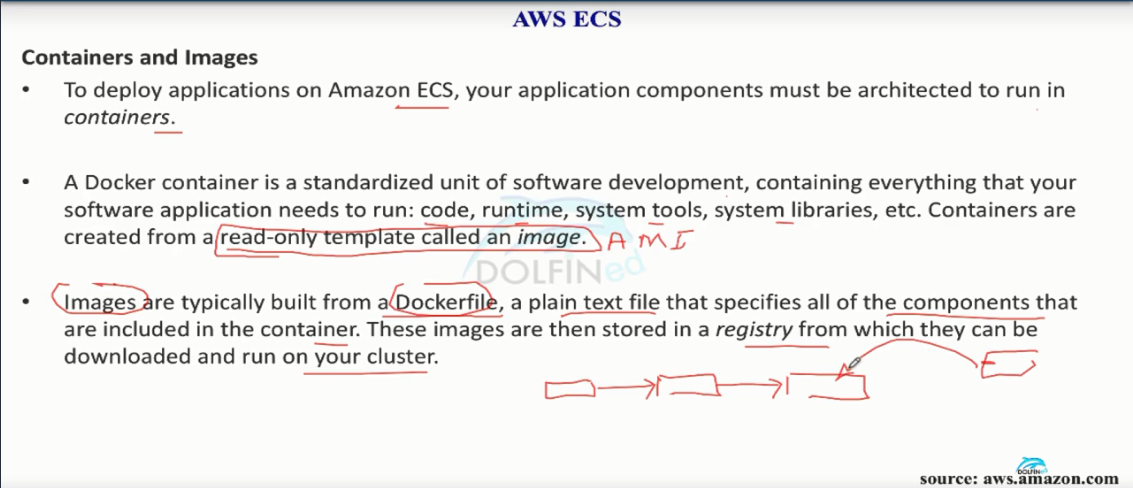 AWS ECS
Containers and Images
• To deploy applications on Amazon ECS, your application components must be architected to run in
containers.
• A Docker container is a standardized unit of software development, containing everything that your
software application needs to run: code, runtime, system tools, system libraries, etc. Containers are
created from a read-only template called an image. AMI
DOLFINed
• Images are typically built from a Dockerfile, a plain text file that specifies all of the components that
are included in the container. These images are then stored in a registry from which they can be
downloaded and run on your cluster.
DOLFINed
source: aws.amazon.com